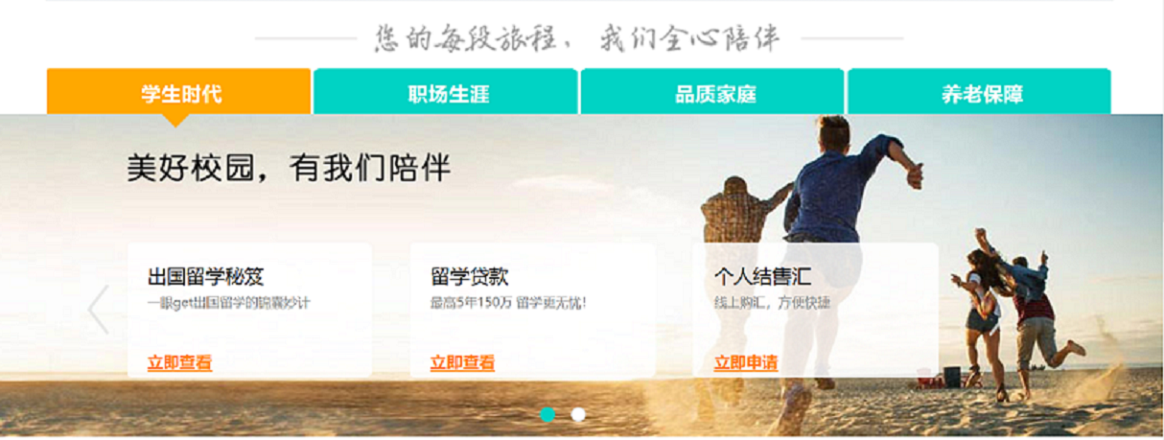 您的每段旅程、 我们全心陪伴
学生时代
职场生涯
品质家庭
养老保障
美好校园，有我们陪伴
出国留学秘笈
一眼get出国留学的锦囊妙计
立即查看
留学贷款
最高5年150万 留学更无忧！
立即查看
个人结售汇
线上购汇，方便快捷
立即申请